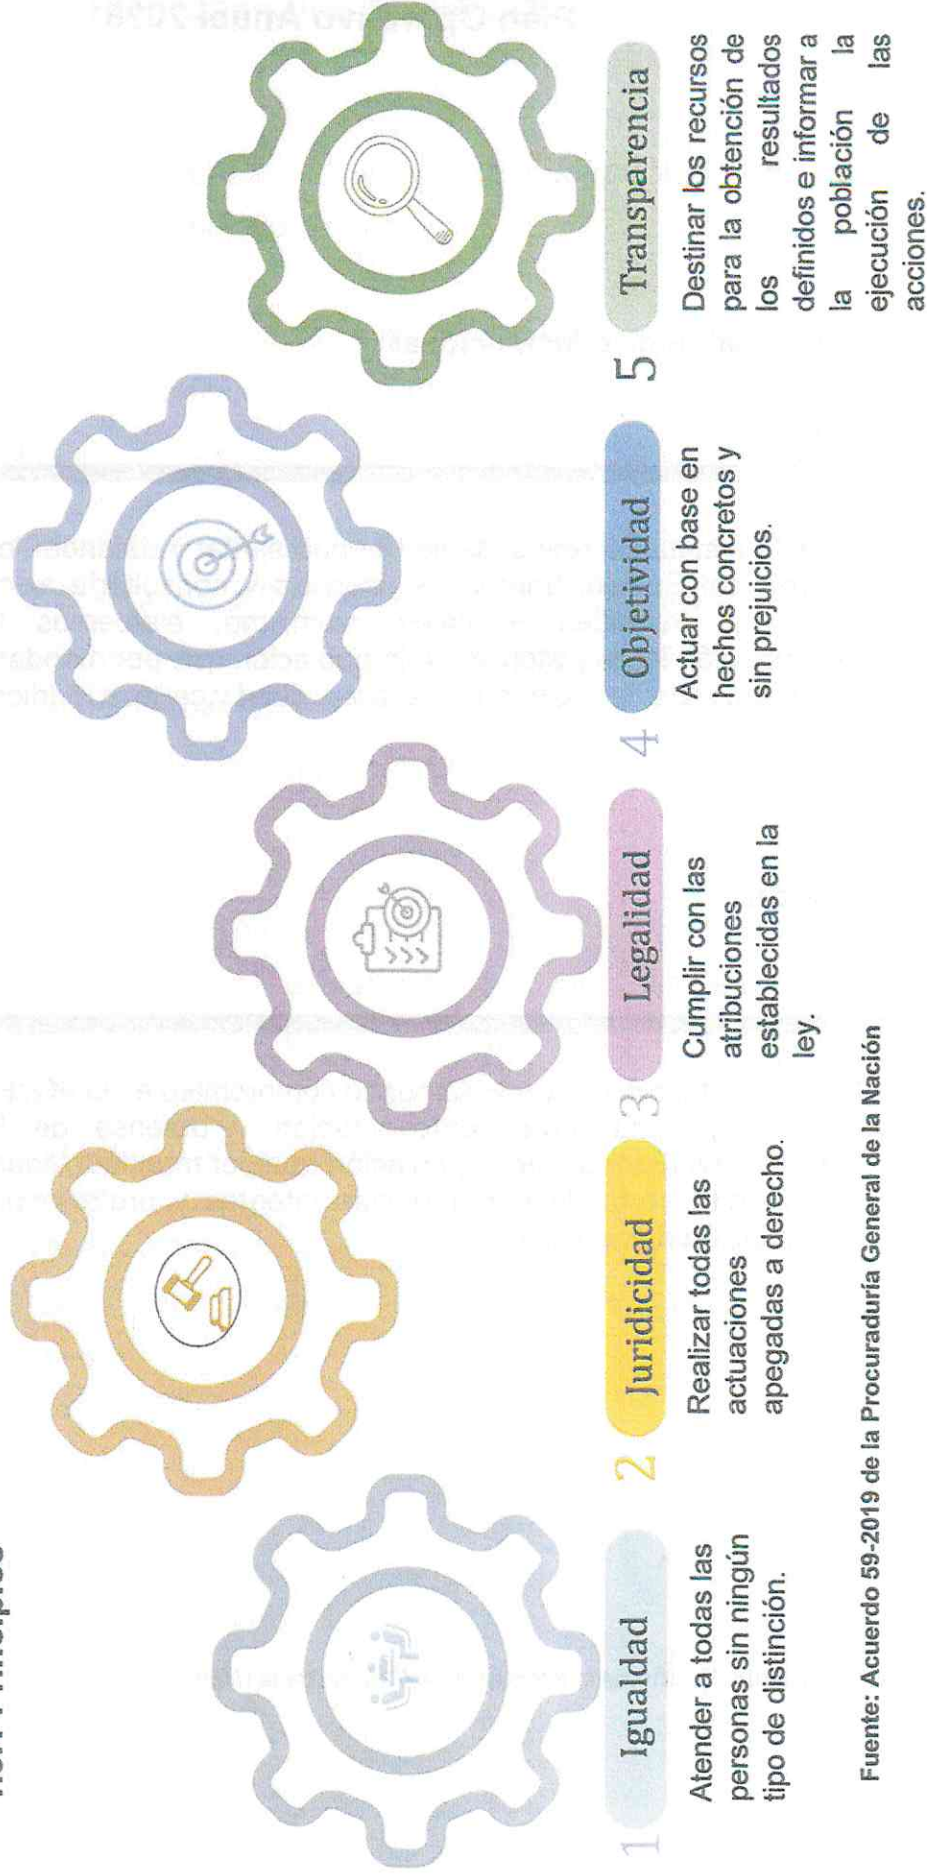 Principios
1 Igualdad
Atender a todas las
personas sin ningún
tipo de distinción.
2 Juridicidad
Realizar todas las
actuaciones
apegadas a derecho.
3 Legalidad
Cumplir con las
atribuciones
establecidas en la
ley.
4 Objetividad
Actuar con base en
hechos concretos y
sin prejuicios.
5 Transparencia
Destinar los recursos
para la obtención de
los resultados
definidos e informar a
la población la
ejecución de las
acciones.
Fuente: Acuerdo 59-2019 de la Procuraduría General de la Nación